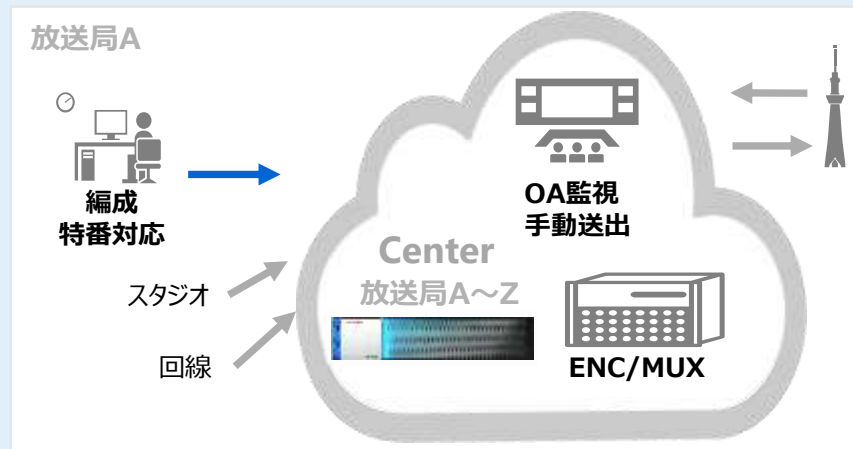 放送局A
編成
特番対応
スタジオ
回線
OA監視
手動送出
Center
放送局A～Z
ENC/MUX